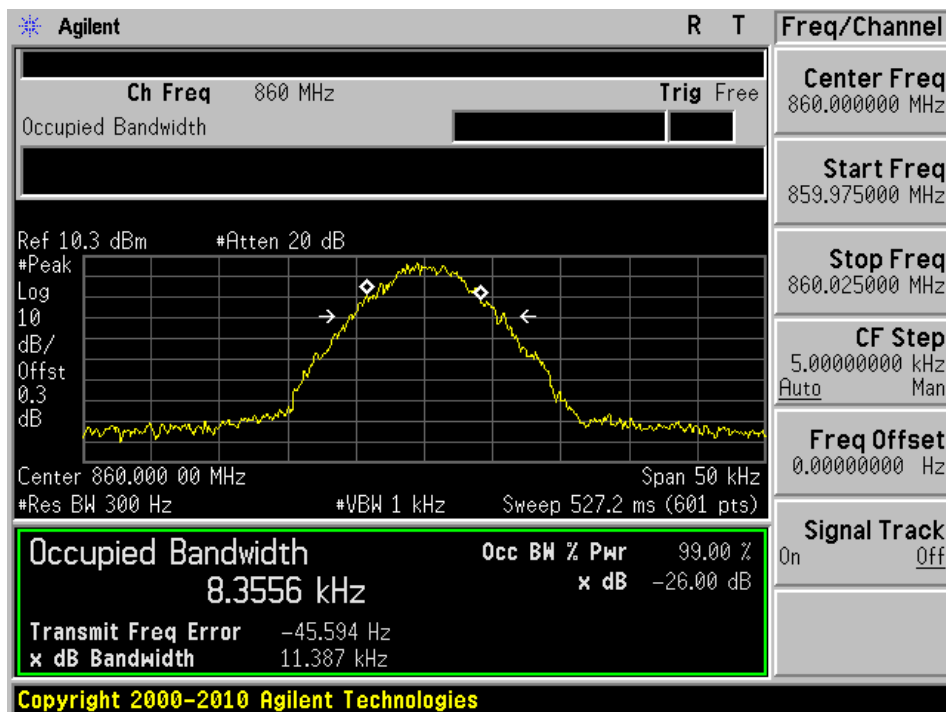 Agilent R T
Ch Freq 860 MHz Trig Free
Occupied Bandwidth
Ref 10.3 dBm #Atten 20 dB
#Peak
Log
10
dB/
Offst
0.3
dB
Center 860.000 00 MHz Span 50 kHz
#Res BW 300 Hz #VBW 1 kHz Sweep 527.2 ms (601 pts)
Occupied Bandwidth
8.3556 kHz
Occ BW % Pwr 99.00 %
x dB -26.00 dB
Transmit Freq Error -45.594 Hz
x dB Bandwidth 11.387 kHz
Copyright 2000-2010 Agilent Technologies
Freq/Channel
Center Freq
860.000000 MHz
Start Freq
859.975000 MHz
Stop Freq
860.025000 MHz
CF Step
5.00000000 kHz
Auto Man
Freq Offset
0.00000000 Hz
Signal Track
On Off